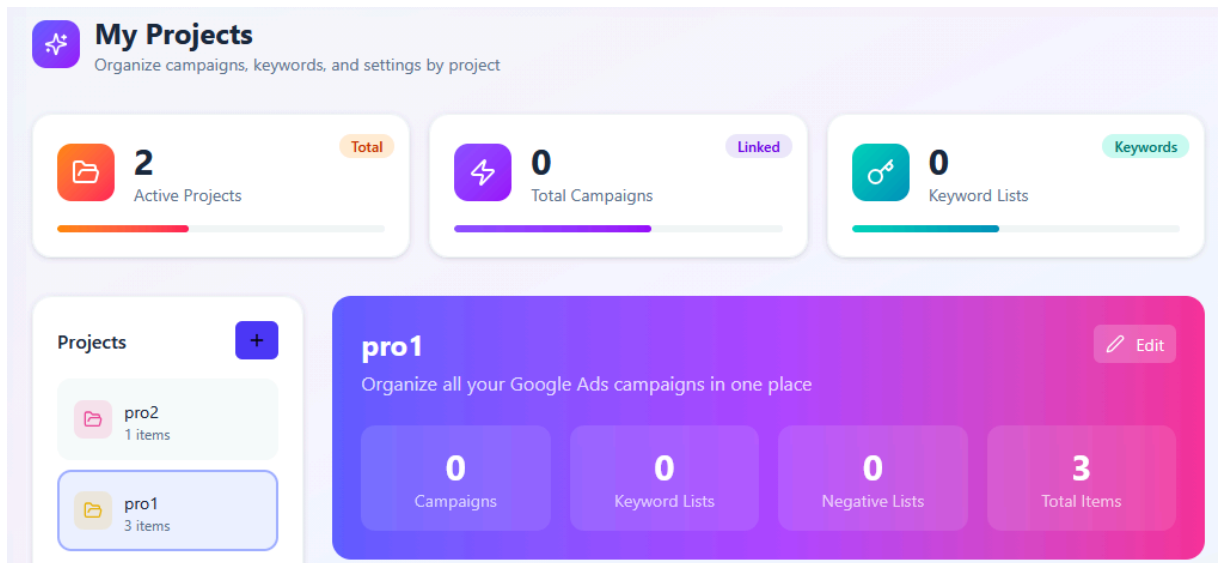 My Projects
Organize campaigns, keywords, and settings by project
Total
2
Active Projects
Linked
0
Total Campaigns
Keywords
0
Keyword Lists
Projects
+
pro2
1 items
pro1
3 items
pro1
Edit
Organize all your Google Ads campaigns in one place
0
Campaigns
0
Keyword Lists
0
Negative Lists
3
Total Items